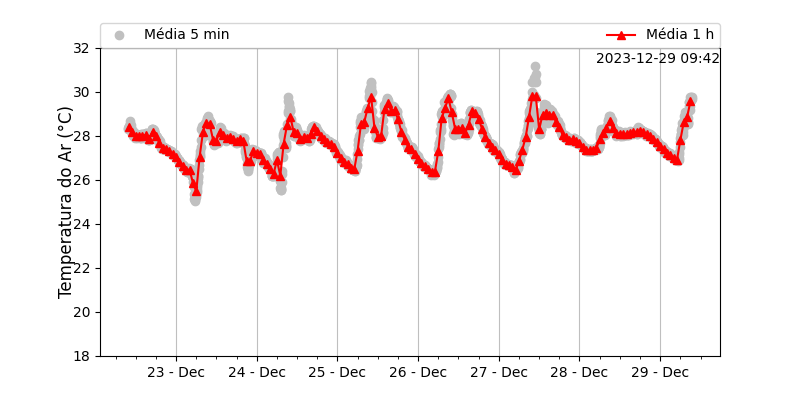 Média 5 min
Média 1 h
2023-12-29 09:42
Temperatura do Ar (°C)
32
30
28
26
24
22
20
18
23 - Dec
24 - Dec
25 - Dec
26 - Dec
27 - Dec
28 - Dec
29 - Dec